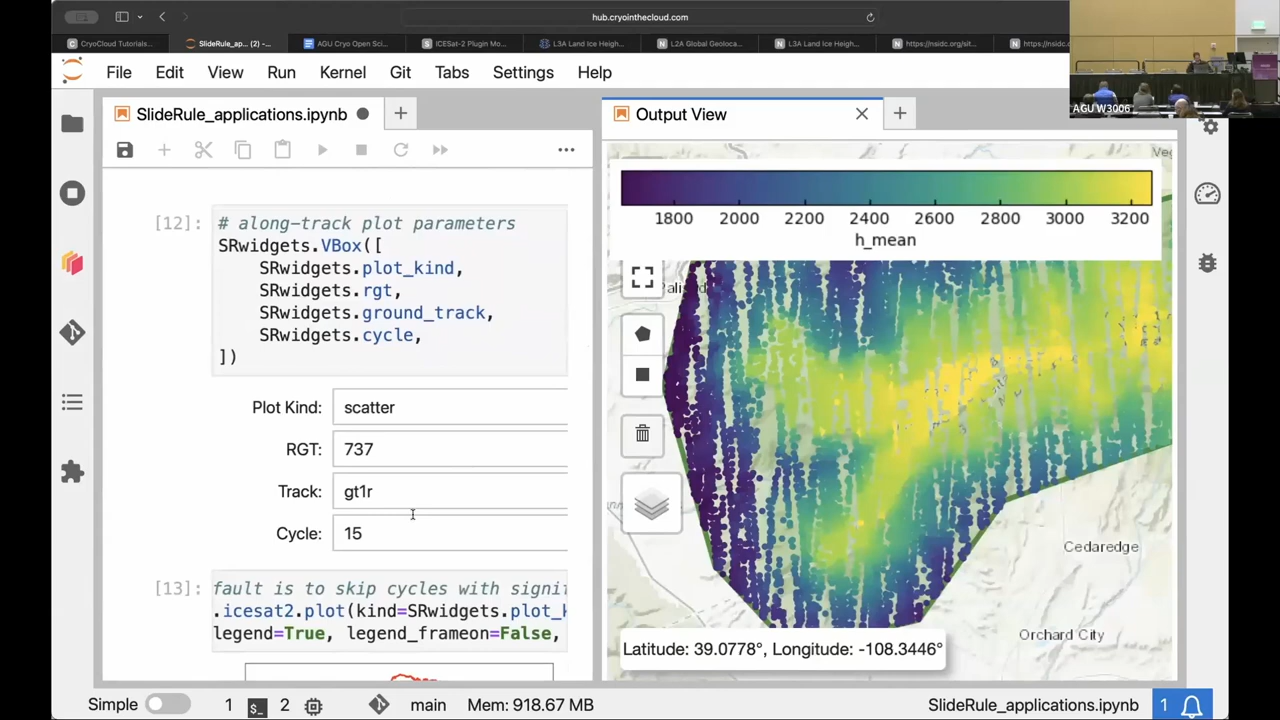 hub.cryointhecloud.com
CryoCloud Tutorials...
SlideRule_ap... (2) -...
AGU Cryo Open Sci...
ICESat-2 Plugin Mo...
L3A Land Ice Heigh...
L2A Global Geoloca...
L3A Land Ice Heigh...
https://nsidc.org/sit...
https://nsidc.o
File Edit View Run Kernel Git Tabs Settings Help
AGU W3006
SlideRule_applications.ipynb
Output View
[12]:
# along-track plot parameters
SRwidgets.VBox([
SRwidgets.plot_kind,
SRwidgets.rgt,
SRwidgets.ground_track,
SRwidgets.cycle,
])
Plot Kind: scatter
RGT: 737
Track: gt1r
Cycle: 15
[13]:
fault is to skip cycles with signif
.icesat2.plot(kind=SRwidgets.plot_k
legend=True, legend_frameon=False,
1800 2000 2200 2400 2600 2800 3000 3200
h_mean
Cedaredge
Orchard City
Latitude: 39.0778°, Longitude: -108.3446°
Simple 1 $_ 2 main Mem: 918.67 MB SlideRule_applications.ipynb 1